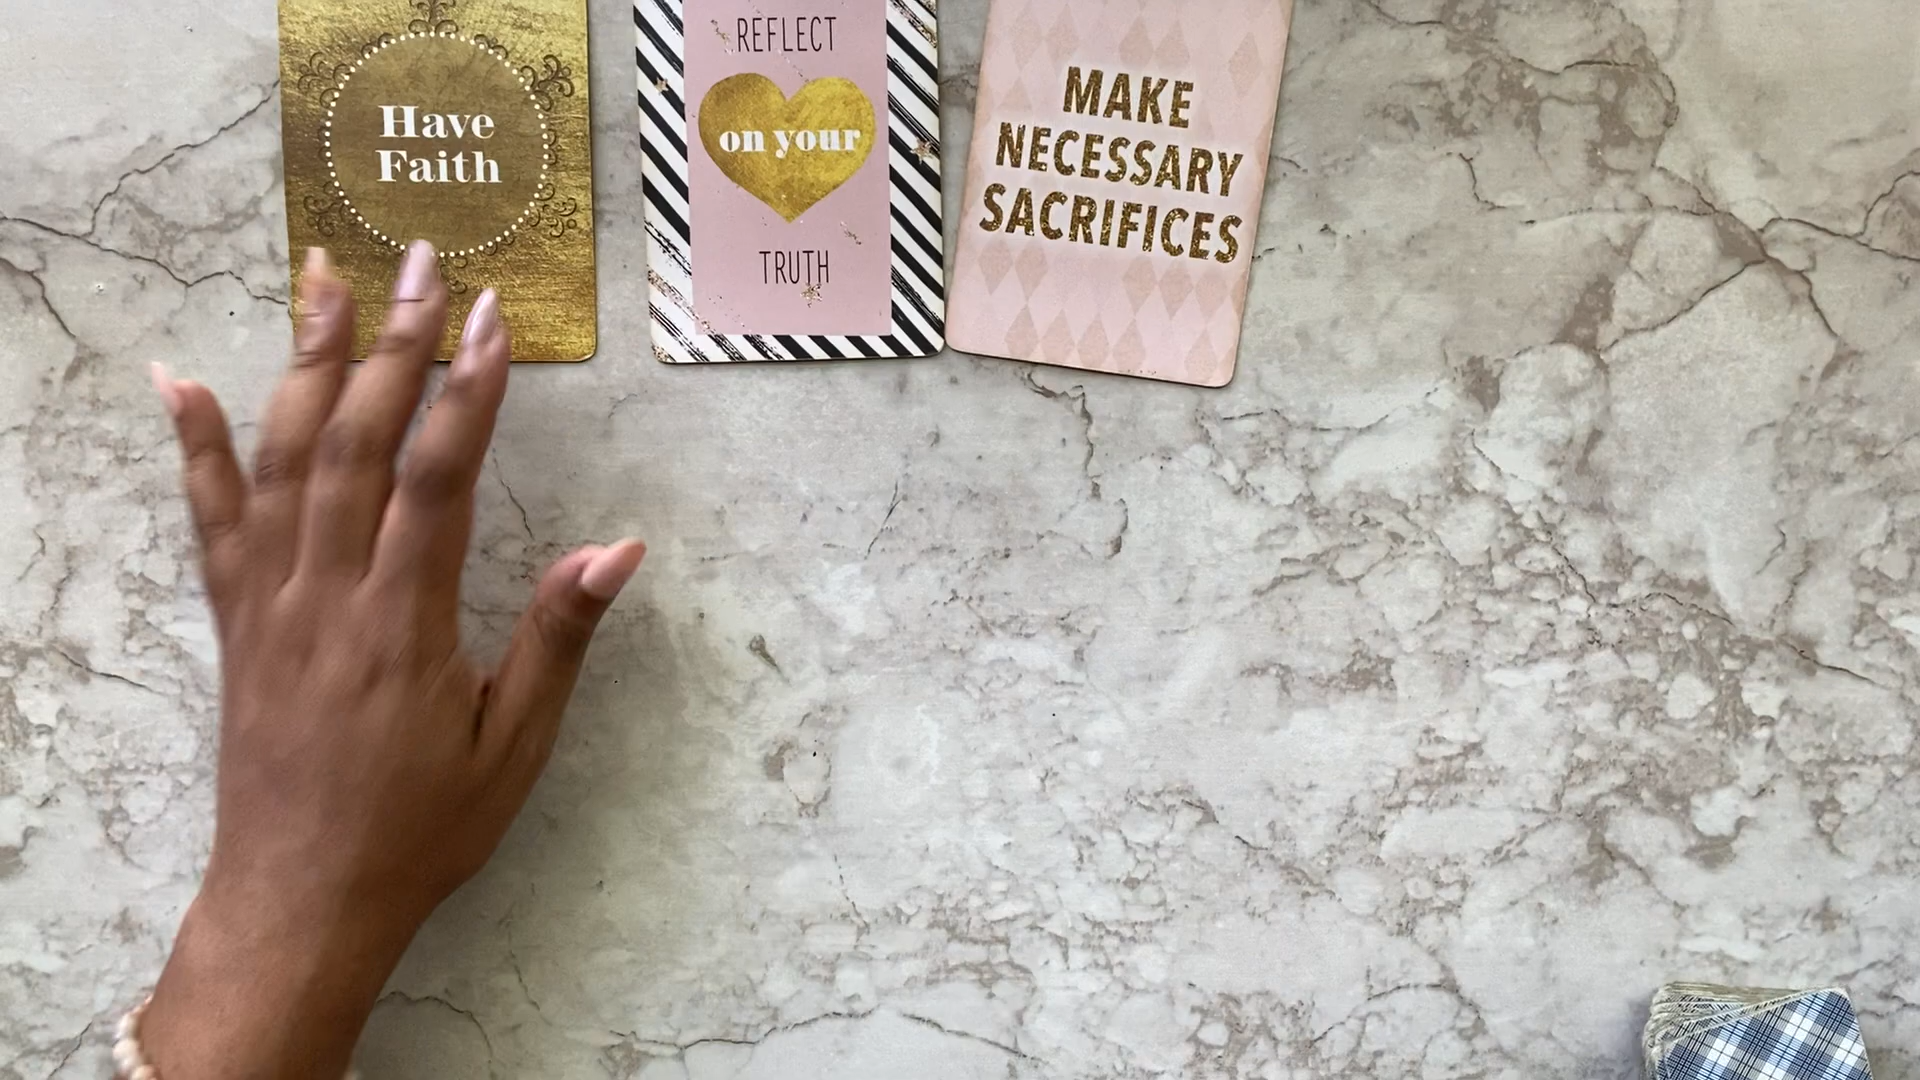 Have
Faith
REFLECT
on your
TRUTH
MAKE
NECESSARY
SACRIFICES